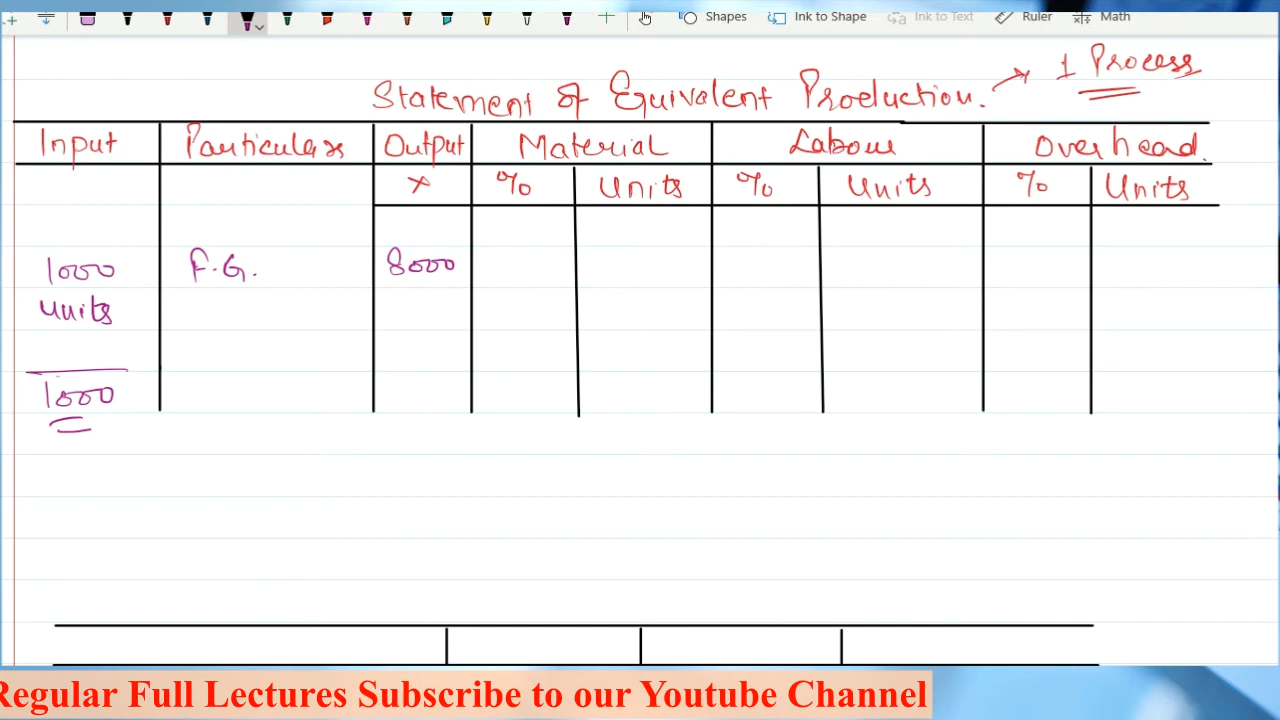 Shapes Ink to Shape Ink to Text Ruler Math
Statement of Equivalent Production. → 1 Process
Input Particulars Output Material Labour Overhead.
x % Units % Units % Units
1000 F.G. 8000
Units
1000
Regular Full Lectures Subscribe to our Youtube Channel